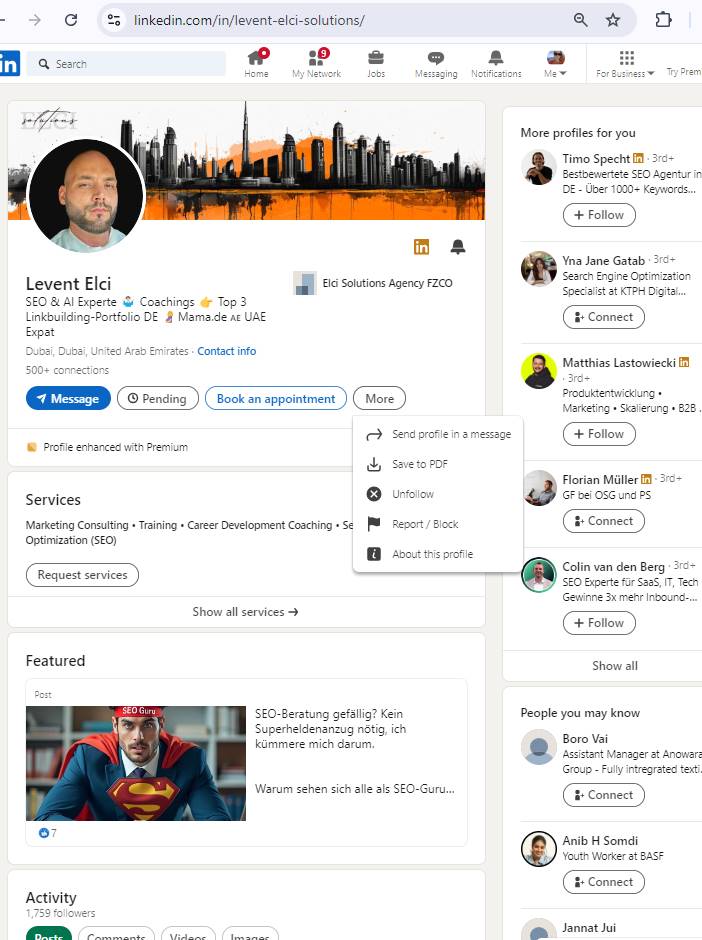 linkedin.com/in/levent-elci-solutions/
in
Search
9
Home
My Network
Jobs
Messaging
Notifications
Me
For Business
Try Prem
solutions
ELCI
in
Levent Elci
Elci Solutions Agency FZCO
SEO & AI Experte 🤷‍♂️ Coachings 👉 Top 3
Linkbuilding-Portfolio DE 🤱 Mama.de ᴀᴇ UAE
Expat
Dubai, Dubai, United Arab Emirates · Contact info
500+ connections
Message
Pending
Book an appointment
More
Send profile in a message
Save to PDF
Unfollow
Report / Block
About this profile
Profile enhanced with Premium
Services
Marketing Consulting • Training • Career Development Coaching • Se
Optimization (SEO)
Request services
Show all services →
Featured
Post
SEO Guru
SEO-Beratung gefällig? Kein
Superheldenanzug nötig, ich
kümmere mich darum.
Warum sehen sich alle als SEO-Guru...
7
Activity
1,759 followers
Posts
Comments
Videos
Images
More profiles for you
Timo Specht in · 3rd+
Bestbewertete SEO Agentur in
DE - Über 1000+ Keywords...
+ Follow
Yna Jane Gatab · 3rd+
Search Engine Optimization
Specialist at KTPH Digital...
Connect
Matthias Lastowiecki in
· 3rd+
Produktentwicklung •
Marketing • Skalierung • B2B .
+ Follow
Florian Müller in · 3rd+
GF bei OSG und PS
Connect
Colin van den Berg · 3rd+
SEO Experte für SaaS, IT, Tech
Gewinne 3x mehr Inbound-...
+ Follow
Show all
People you may know
Boro Vai
Assistant Manager at Anowara
Group - Fully intregrated texti.
Connect
Anib H Somdi
Youth Worker at BASF
Connect
Jannat Jui